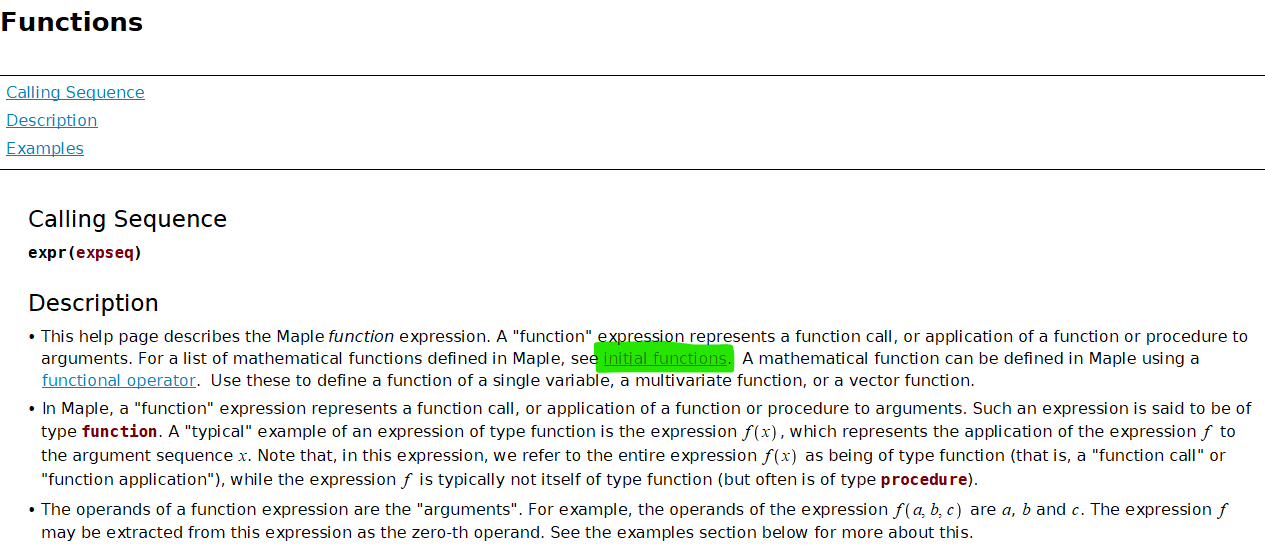 Functions
Calling Sequence
Description
Examples
Calling Sequence
expr(expseq)
Description
• This help page describes the Maple function expression. A "function" expression represents a function call, or application of a function or procedure to
arguments. For a list of mathematical functions defined in Maple, see initial functions. A mathematical function can be defined in Maple using a
functional operator. Use these to define a function of a single variable, a multivariate function, or a vector function.
• In Maple, a "function" expression represents a function call, or application of a function or procedure to arguments. Such an expression is said to be of
type function. A "typical" example of an expression of type function is the expression f(x), which represents the application of the expression f to
the argument sequence x. Note that, in this expression, we refer to the entire expression f(x) as being of type function (that is, a "function call" or
"function application"), while the expression f is typically not itself of type function (but often is of type procedure).
• The operands of a function expression are the "arguments". For example, the operands of the expression f(a, b, c) are a, b and c. The expression f
may be extracted from this expression as the zero-th operand. See the examples section below for more about this.